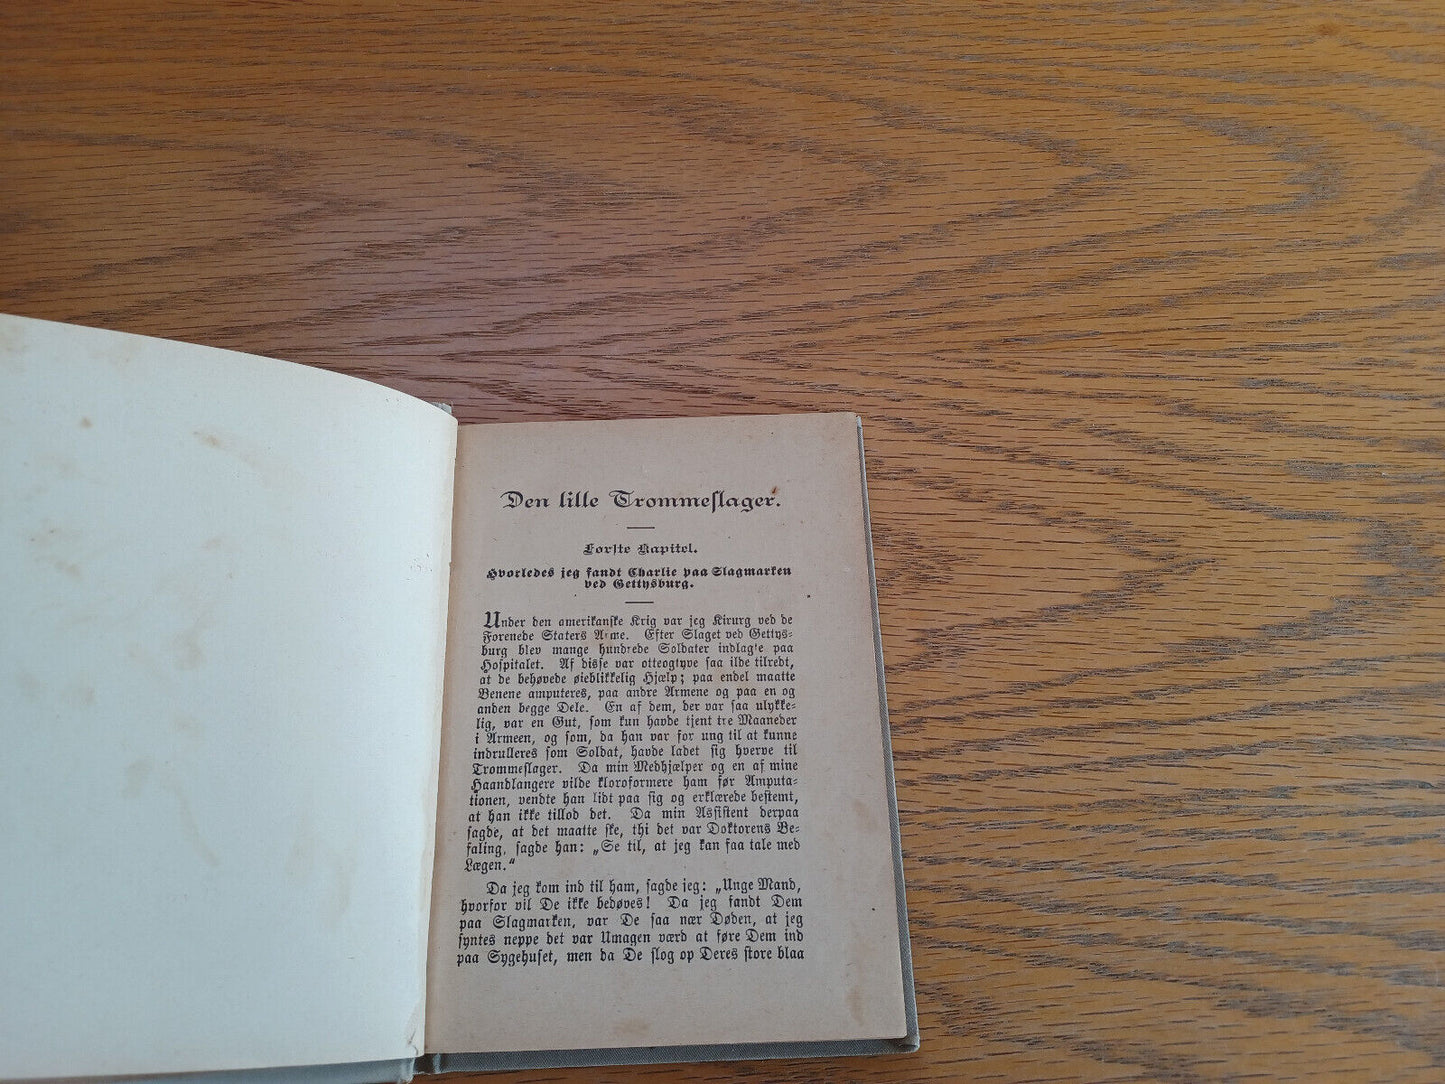 Den lille Trommeslager.
Første Kapitel.
Hvorledes jeg fandt Charlie paa Slagmarken
ved Gettysburg.
Under den amerikanske Krig var jeg Kirurg ved de
Forenede Staters Arme. Efter Slaget ved Gettys-
burg blev mange hundrede Soldater indlagte paa
Hospitalet. Af disse var otteogtyve saa ilde tilredt,
at de behøvede øieblikkelig Hjælp; paa endel maatte
Benene amputeres, paa andre Armene og paa en og
anden begge Dele. En af dem, der var saa ulykke-
lig, var en Gut, som kun havde tjent tre Maaneder
i Armeen, og som, da han var for ung til at kunne
indrulleres som Soldat, havde ladet sig hverve til
Trommeslager. Da min Medhjælper og en af mine
Haandlangere vilde kloroformere ham før Amputa-
tionen, vendte han lidt paa sig og erklærede bestemt,
at han ikke tillod det. Da min Assistent derpaa
sagde, at det maatte ske, thi det var Doktorens Be-
faling, sagde han: „Se til, at jeg kan faa tale med
Lægen.“
Da jeg kom ind til ham, sagde jeg: „Unge Mand,
hvorfor vil De ikke bedøves! Da jeg fandt Dem
paa Slagmarken, var De saa nær Døden, at jeg
syntes neppe det var Umagen værd at føre Dem ind
paa Sygehuset, men da De slog op Deres store blaa